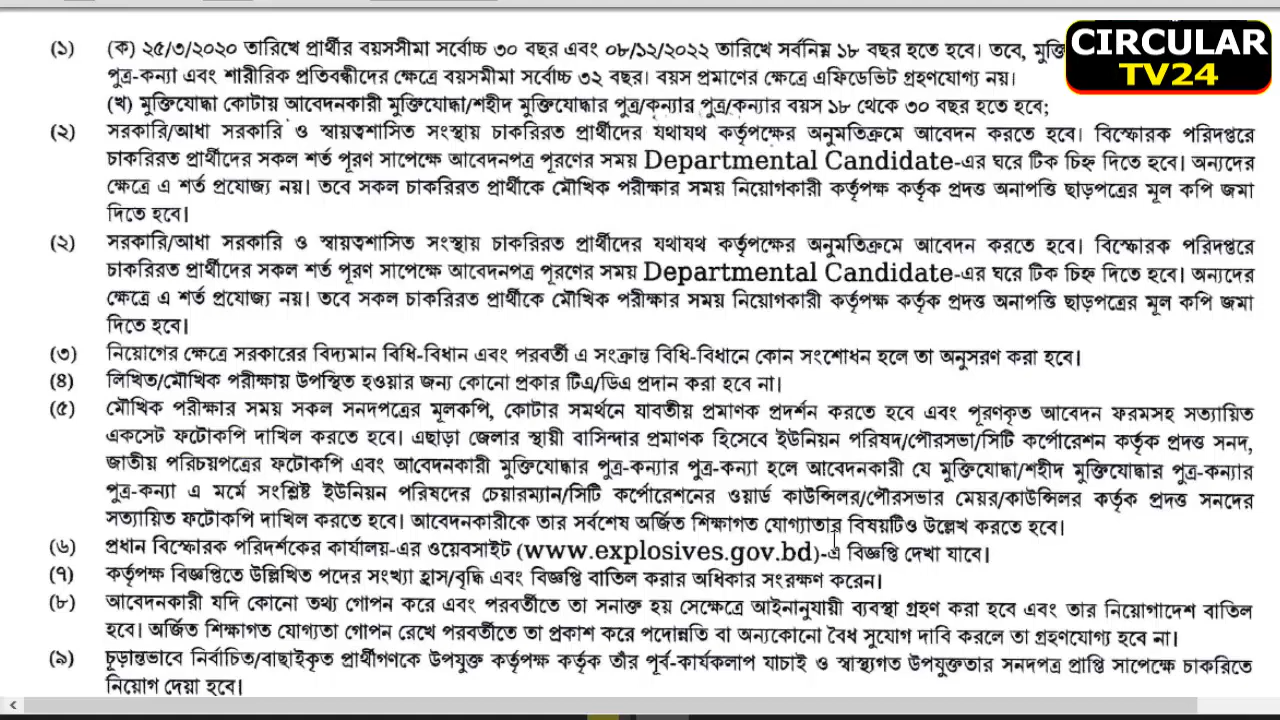 (১) (ক) ২৫/৩/২০২০ তারিখে প্রার্থীর বয়সসীমা সর্বোচ্চ ৩০ বছর এবং ০৮/১২/২০২২ তারিখে সর্বনিম্ন ১৮ বছর হতে হবে। তবে,
CIRCULAR
TV24
পুত্র-কন্যা এবং শারীরিক প্রতিবন্ধীদের ক্ষেত্রে বয়সমীমা সর্বোচ্চ ৩২ বছর। বয়স প্রমাণের ক্ষেত্রে এফিডেভিট গ্রহণযোগ্য নয়।
(খ) মুক্তিযোদ্ধা কোটায় আবেদনকারী মুক্তিযোদ্ধা/শহীদ মুক্তিযোদ্ধার পুত্র/কন্যার পুত্র/কন্যার বয়স ১৮ থেকে ৩০ বছর হতে হবে;
(২) সরকারি/আধা সরকারি ও স্বায়ত্বশাসিত সংস্থায় চাকরিরত প্রার্থীদের যথাযথ কর্তৃপক্ষের অনুমতিক্রমে আবেদন করতে হবে। বিস্ফোরক পরিদপ্তরে
চাকরিরত প্রার্থীদের সকল শর্ত পূরণ সাপেক্ষে আবেদনপত্র পূরণের সময় Departmental Candidate-এর ঘরে টিক চিহ্ন দিতে হবে। অন্যদের
ক্ষেত্রে এ শর্ত প্রযোজ্য নয়। তবে সকল চাকরিরত প্রার্থীকে মৌখিক পরীক্ষার সময় নিয়োগকারী কর্তৃপক্ষ কর্তৃক প্রদত্ত অনাপত্তি ছাড়পত্রের মূল কপি জমা
দিতে হবে।
(২) সরকারি/আধা সরকারি ও স্বায়ত্বশাসিত সংস্থায় চাকরিরত প্রার্থীদের যথাযথ কর্তৃপক্ষের অনুমতিক্রমে আবেদন করতে হবে। বিস্ফোরক পরিদপ্তরে
চাকরিরত প্রার্থীদের সকল শর্ত পূরণ সাপেক্ষে আবেদনপত্র পূরণের সময় Departmental Candidate-এর ঘরে টিক চিহ্ন দিতে হবে। অন্যদের
ক্ষেত্রে এ শর্ত প্রযোজ্য নয়। তবে সকল চাকরিরত প্রার্থীকে মৌখিক পরীক্ষার সময় নিয়োগকারী কর্তৃপক্ষ কর্তৃক প্রদত্ত অনাপত্তি ছাড়পত্রের মূল কপি জমা
দিতে হবে।
(৩) নিয়োগের ক্ষেত্রে সরকারের বিদ্যমান বিধি-বিধান এবং পরবর্তী এ সংক্রান্ত বিধি-বিধানে কোন সংশোধন হলে তা অনুসরণ করা হবে।
(৪) লিখিত/মৌখিক পরীক্ষায় উপস্থিত হওয়ার জন্য কোনো প্রকার টিএ/ডিএ প্রদান করা হবে না।
(৫) মৌখিক পরীক্ষার সময় সকল সনদপত্রের মূলকপি, কোটার সমর্থনে যাবতীয় প্রমাণক প্রদর্শন করতে হবে এবং পূরণকৃত আবেদন ফরমসহ সত্যায়িত
একসেট ফটোকপি দাখিল করতে হবে। এছাড়া জেলার স্থায়ী বাসিন্দার প্রমাণক হিসেবে ইউনিয়ন পরিষদ/পৌরসভা/সিটি কর্পোরেশন কর্তৃক প্রদত্ত সনদ,
জাতীয় পরিচয়পত্রের ফটোকপি এবং আবেদনকারী মুক্তিযোদ্ধার পুত্র-কন্যার পুত্র-কন্যা হলে আবেদনকারী যে মুক্তিযোদ্ধা/শহীদ মুক্তিযোদ্ধার পুত্র-কন্যার
পুত্র-কন্যা এ মর্মে সংশ্লিষ্ট ইউনিয়ন পরিষদের চেয়ারম্যান/সিটি কর্পোরেশনের ওয়ার্ড কাউন্সিলর/পৌরসভার মেয়র/কাউন্সিলর কর্তৃক প্রদত্ত সনদের
সত্যায়িত ফটোকপি দাখিল করতে হবে। আবেদনকারীকে তার সর্বশেষ অর্জিত শিক্ষাগত যোগ্যতার বিষয়টিও উল্লেখ করতে হবে।
(৬) প্রধান বিস্ফোরক পরিদর্শকের কার্যালয়-এর ওয়েবসাইট (www.explosives.gov.bd)-এ বিজ্ঞপ্তি দেখা যাবে।
(৭) কর্তৃপক্ষ বিজ্ঞপ্তিতে উল্লিখিত পদের সংখ্যা হ্রাস/বৃদ্ধি এবং বিজ্ঞপ্তি বাতিল করার অধিকার সংরক্ষণ করেন।
(৮) আবেদনকারী যদি কোনো তথ্য গোপন করে এবং পরবর্তীতে তা সনাক্ত হয় সেক্ষেত্রে আইনানুযায়ী ব্যবস্থা গ্রহণ করা হবে এবং তার নিয়োগাদেশ বাতিল
হবে। অর্জিত শিক্ষাগত যোগ্যতা গোপন রেখে পরবর্তীতে তা প্রকাশ করে পদোন্নতি বা অন্যকোনো বৈধ সুযোগ দাবি করলে তা গ্রহণযোগ্য হবে না।
(৯) চূড়ান্তভাবে নির্বাচিত/বাছাইকৃত প্রার্থীগণকে উপযুক্ত কর্তৃপক্ষ কর্তৃক তাঁর পূর্ব-কার্যকলাপ যাচাই ও স্বাস্থ্যগত উপযুক্ততার সনদপত্র প্রাপ্তি সাপেক্ষে চাকরিতে
নিয়োগ দেয়া হবে।